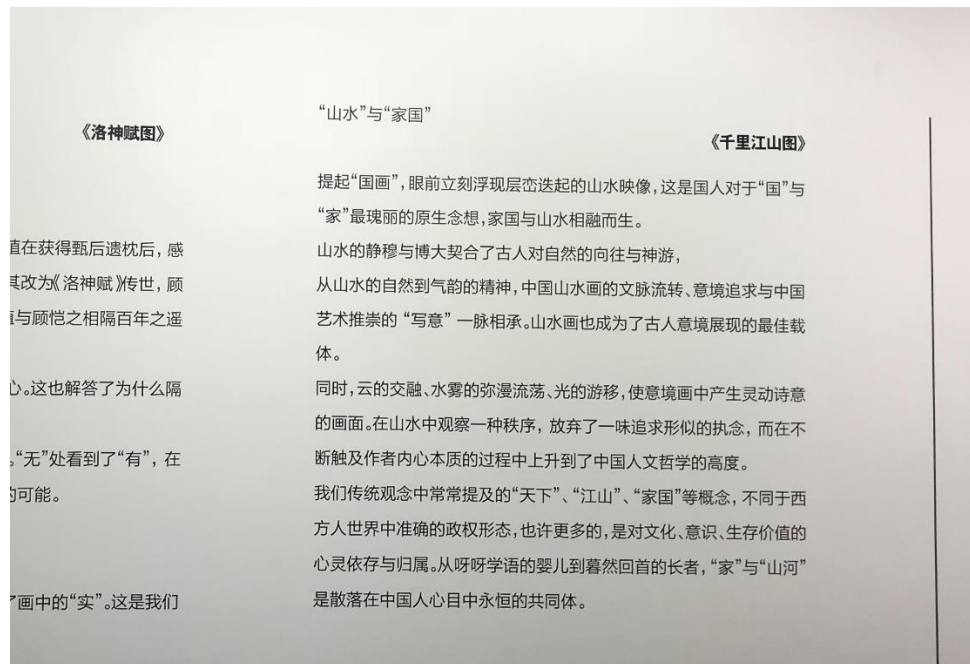 《洛神赋图》
值在获得甄后遗枕后，感
其改为《洛神赋》传世，顾
直与顾恺之相隔百年之遥
心。这也解答了为什么隔
。“无”处看到了“有”，在
的可能。
了画中的“实”。这是我们
“山水”与“家国”
《千里江山图》
提起“国画”，眼前立刻浮现层峦迭起的山水映像，这是国人对于“国”与
“家”最瑰丽的原生念想，家国与山水相融而生。
山水的静穆与博大契合了古人对自然的向往与神游，
从山水的自然到气韵的精神，中国山水画的文脉流转、意境追求与中国
艺术推崇的 “写意” 一脉相承。山水画也成为了古人意境展现的最佳载
体。
同时，云的交融、水雾的弥漫流荡、光的游移，使意境画中产生灵动诗意
的画面。在山水中观察一种秩序，放弃了一味追求形似的执念，而在不
断触及作者内心本质的过程中上升到了中国人文哲学的高度。
我们传统观念中常常提及的“天下”、“江山”、“家国”等概念，不同于西
方人世界中准确的政权形态，也许更多的，是对文化、意识、生存价值的
心灵依存与归属。从呀呀学语的婴儿到暮然回首的长者，“家”与“山河”
是散落在中国人心目中永恒的共同体。